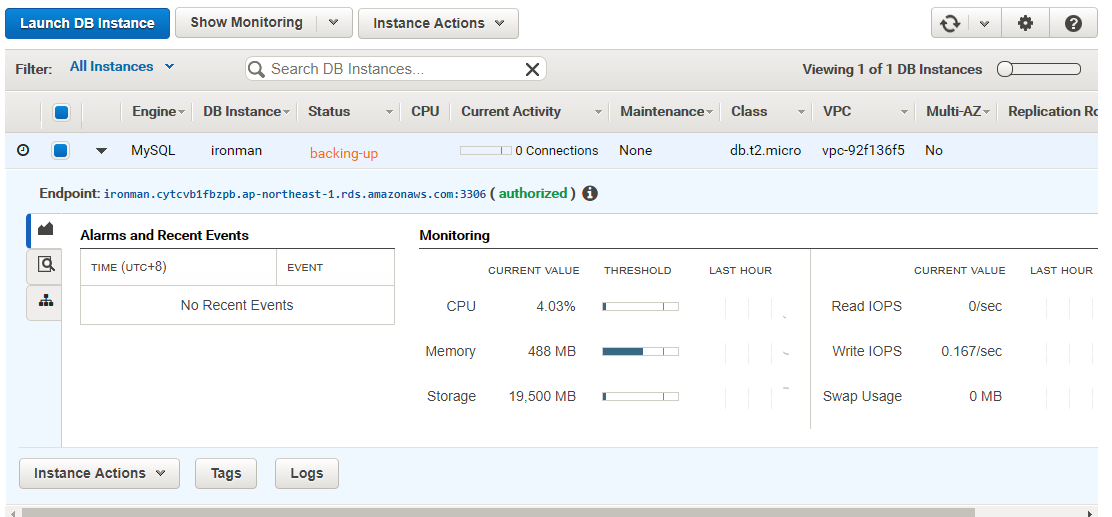 Launch DB Instance Show Monitoring Instance Actions
Filter: All Instances Search DB Instances... Viewing 1 of 1 DB Instances
Engine DB Instance Status CPU Current Activity Maintenance Class VPC Multi-AZ Replication Ro
MySQL ironman backing-up 0 Connections None db.t2.micro vpc-92f136f5 No
Endpoint: ironman.cytcvb1fbzpb.ap-northeast-1.rds.amazonaws.com:3306 ( authorized )
Alarms and Recent Events Monitoring
TIME (UTC+8) EVENT CURRENT VALUE THRESHOLD LAST HOUR CURRENT VALUE LAST HOUR
No Recent Events CPU 4.03% Read IOPS 0/sec
Memory 488 MB Write IOPS 0.167/sec
Storage 19,500 MB Swap Usage 0 MB
Instance Actions Tags Logs